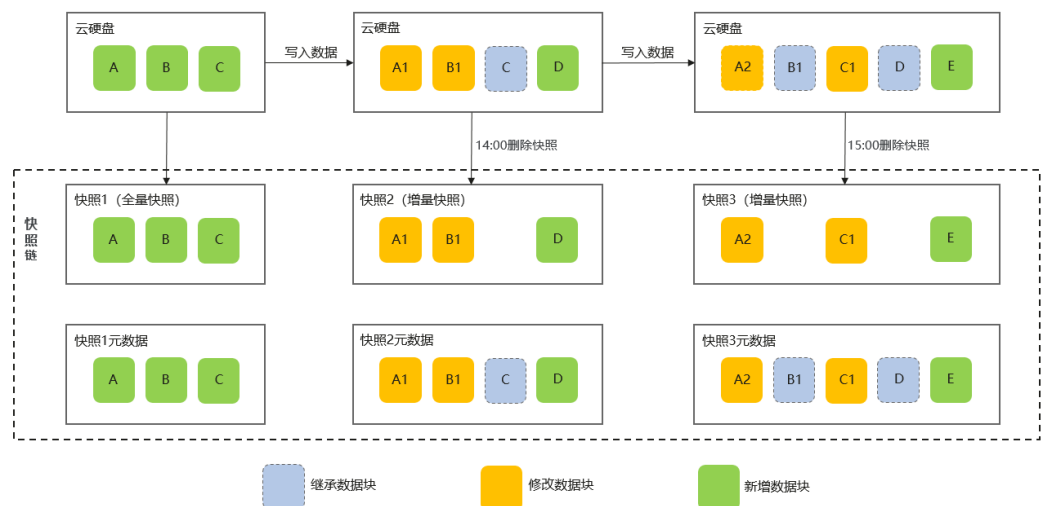 云硬盘
A B C
写入数据
云硬盘
A1 B1 C D
写入数据
云硬盘
A2 B1 C1 D E
14:00删除快照
15:00删除快照
快照链
快照1（全量快照）
A B C
快照2（增量快照）
A1 B1 D
快照3（增量快照）
A2 C1 E
快照1元数据
A B C
快照2元数据
A1 B1 C D
快照3元数据
A2 B1 C1 D E
继承数据块
修改数据块
新增数据块